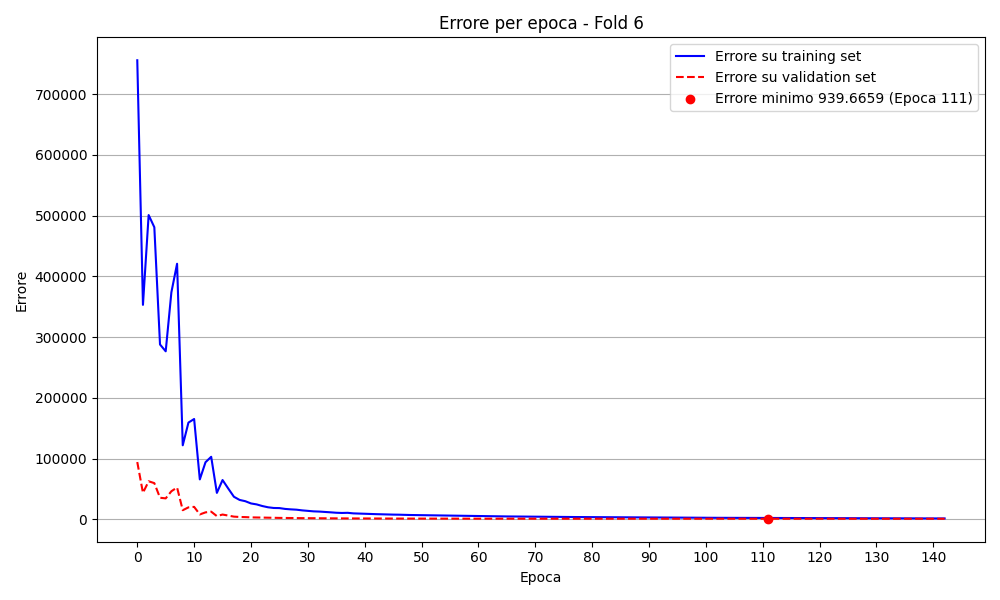 Errore per epoca - Fold 6
Errore su training set
Errore su validation set
Errore minimo 939.6659 (Epoca 111)
700000
600000
500000
400000
300000
200000
100000
0
Errore
0 10 20 30 40 50 60 70 80 90 100 110 120 130 140
Epoca